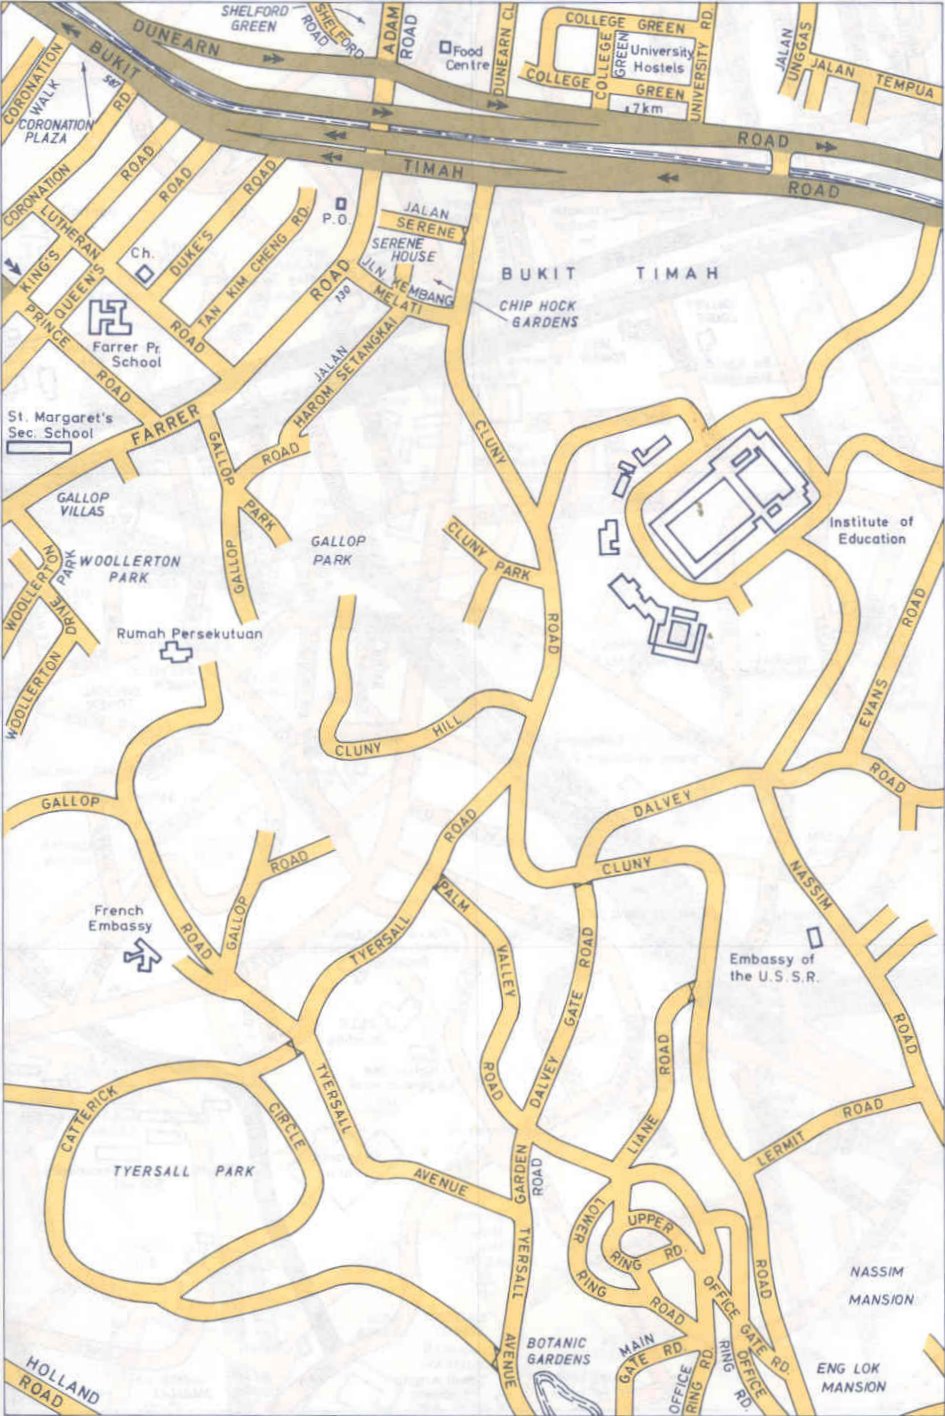 SHELFORD
GREEN
SHELFORD
ROAD
ADAM
ROAD
DUNEARN CL
COLLEGE GREEN
COLLEGE
GREEN
University
Hostels
UNIVERSITY RD.
COLLEGE GREEN
JALAN
UNGGAS
JALAN TEMPUA
Food
Centre
DUNEARN
BUKIT
587
CORONATION
WALK
CORONATION
PLAZA
RD.
ROAD
TIMAH
ROAD
CORONATION
ROAD
ROAD
ROAD
LUTHERAN
KING'S
QUEEN'S
DUKE'S
TAN KIM CHENG RD.
ROAD
Ch.
P.O.
JALAN
SERENE
SERENE
HOUSE
JLN KEMBANG
MELATI
130
ROAD
CHIP HOCK
GARDENS
BUKIT TIMAH
PRINCE
ROAD
Farrer Pr.
School
St. Margaret's
Sec. School
FARRER
JALAN
HAROM SETANGKAI
GALLOP
ROAD
CLUNY
GALLOP
VILLAS
PARK
GALLOP
GALLOP
PARK
CLUNY
PARK
Institute of
Education
WOOLLERTON
PARK
WOOLLERTON
PARK
DRIVE
WOOLLERTON
Rumah Persekutuan
ROAD
EVANS ROAD
CLUNY HILL
GALLOP
ROAD
DALVEY
ROAD
CLUNY
NASSIM
ROAD
GALLOP
ROAD
French
Embassy
TYERSALL
PALM
VALLEY
ROAD
DALVEY GATE ROAD
Embassy of
the U.S.S.R.
ROAD
LIANE ROAD
CATTERICK
CIRCLE
TYERSALL
AVENUE
LERMIT ROAD
TYERSALL PARK
GARDEN
ROAD
LOWER
RING
ROAD
UPPER
RING RD.
TYERSALL
AVENUE
OFFICE GATE RD.
ROAD
NASSIM
MANSION
BOTANIC
GARDENS
MAIN
GATE RD.
OFFICE
RING RD.
RING
OFFICE
RD.
ENG LOK
MANSION
HOLLAND
ROAD